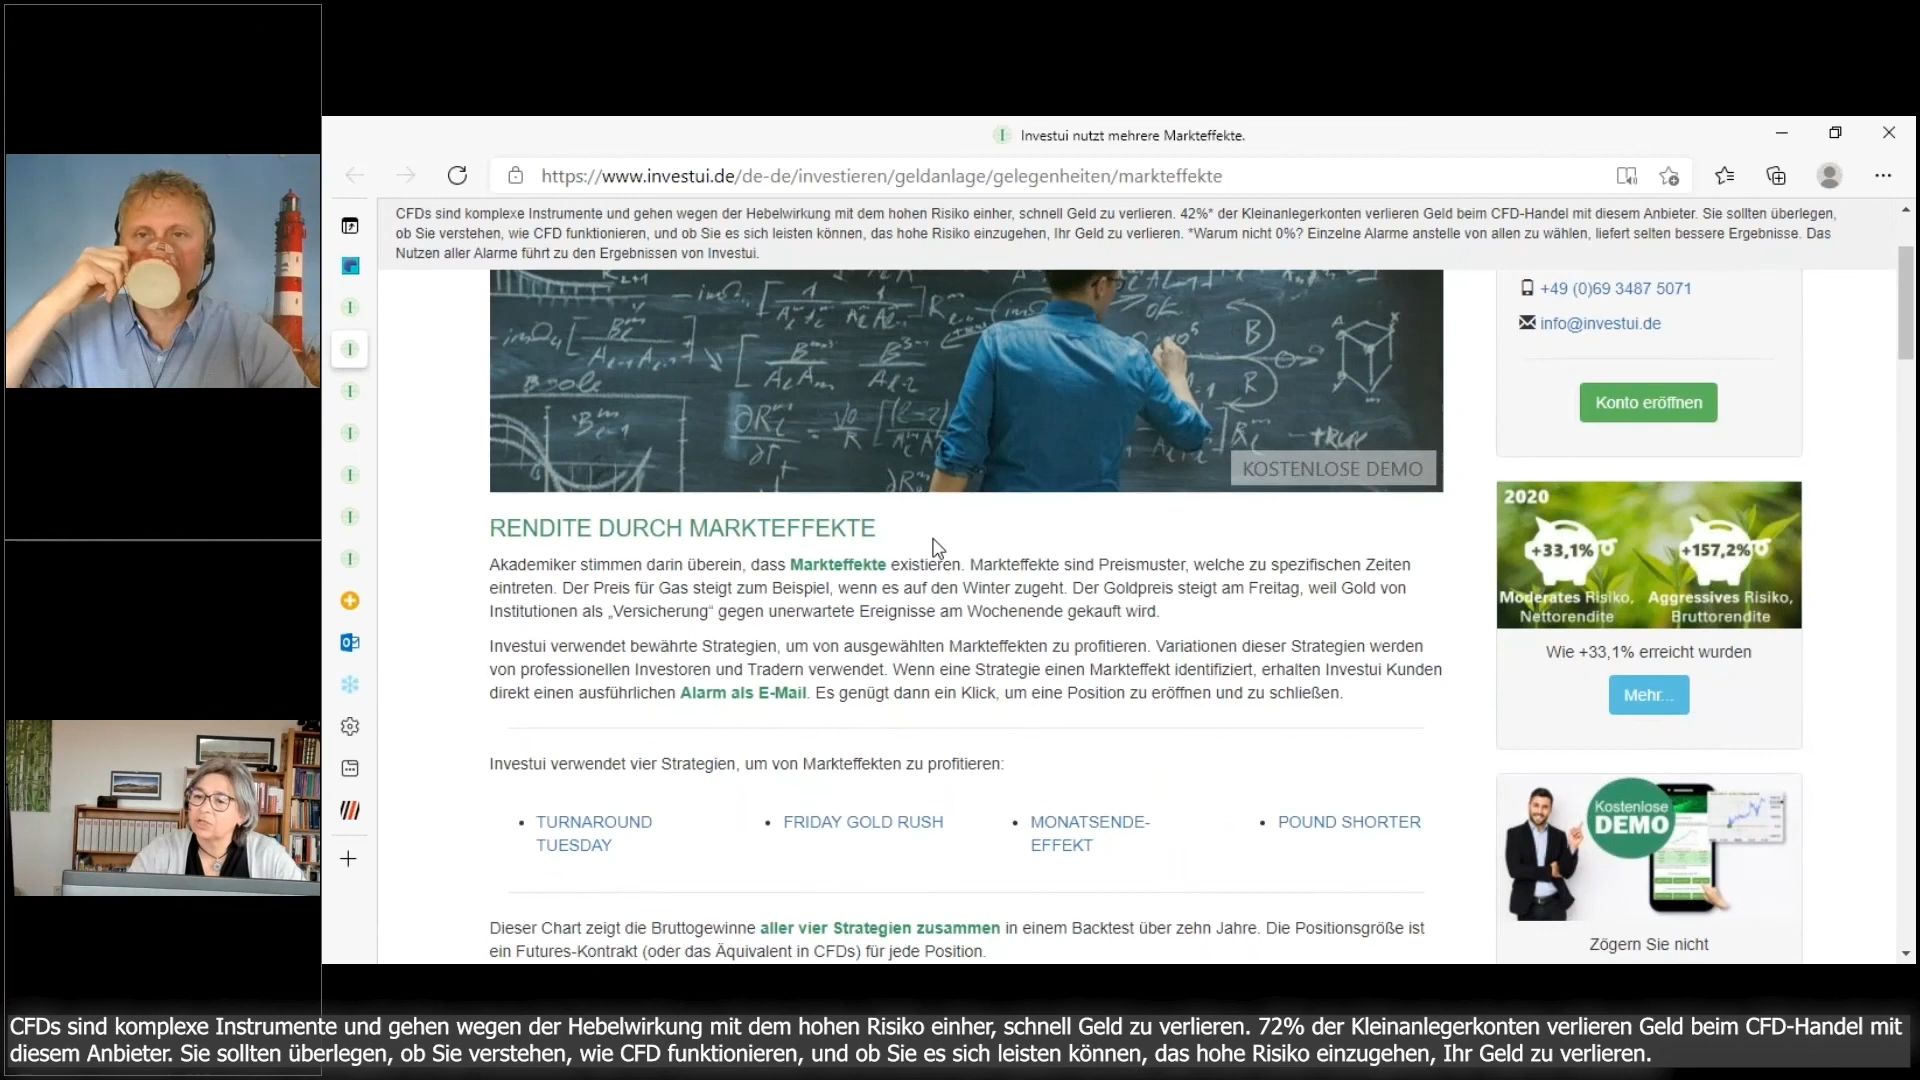 Investui nutzt mehrere Markteffekte.
https://www.investui.de/de-de/investieren/geldanlage/gelegenheiten/markteffekte
CFDs sind komplexe Instrumente und gehen wegen der Hebelwirkung mit dem hohen Risiko einher, schnell Geld zu verlieren. 42%* der Kleinanlegerkonten verlieren Geld beim CFD-Handel mit diesem Anbieter. Sie sollten überlegen,
ob Sie verstehen, wie CFD funktionieren, und ob Sie es sich leisten können, das hohe Risiko einzugehen, Ihr Geld zu verlieren. *Warum nicht 0%? Einzelne Alarme anstelle von allen zu wählen, liefert selten bessere Ergebnisse. Das
Nutzen aller Alarme führt zu den Ergebnissen von Investui.
KOSTENLOSE DEMO
RENDITE DURCH MARKTEFFEKTE
Akademiker stimmen darin überein, dass Markteffekte existieren. Markteffekte sind Preismuster, welche zu spezifischen Zeiten
eintreten. Der Preis für Gas steigt zum Beispiel, wenn es auf den Winter zugeht. Der Goldpreis steigt am Freitag, weil Gold von
Institutionen als „Versicherung“ gegen unerwartete Ereignisse am Wochenende gekauft wird.
Investui verwendet bewährte Strategien, um von ausgewählten Markteffekten zu profitieren. Variationen dieser Strategien werden
von professionellen Investoren und Tradern verwendet. Wenn eine Strategie einen Markteffekt identifiziert, erhalten Investui Kunden
direkt einen ausführlichen Alarm als E-Mail. Es genügt dann ein Klick, um eine Position zu eröffnen und zu schließen.
Investui verwendet vier Strategien, um von Markteffekten zu profitieren:
• TURNAROUND
TUESDAY
• FRIDAY GOLD RUSH
• MONATSENDE-
EFFEKT
• POUND SHORTER
Dieser Chart zeigt die Bruttogewinne aller vier Strategien zusammen in einem Backtest über zehn Jahre. Die Positionsgröße ist
ein Futures-Kontrakt (oder das Äquivalent in CFDs) für jede Position.
+49 (0)69 3487 5071
info@investui.de
Konto eröffnen
2020
+33,1%
+157,2%
Moderates Risiko,
Nettorendite
Aggressives Risiko,
Bruttorendite
Wie +33,1% erreicht wurden
Mehr...
Kostenlose
DEMO
Zögern Sie nicht
CFDs sind komplexe Instrumente und gehen wegen der Hebelwirkung mit dem hohen Risiko einher, schnell Geld zu verlieren. 72% der Kleinanlegerkonten verlieren Geld beim CFD-Handel mit
diesem Anbieter. Sie sollten überlegen, ob Sie verstehen, wie CFD funktionieren, und ob Sie es sich leisten können, das hohe Risiko einzugehen, Ihr Geld zu verlieren.